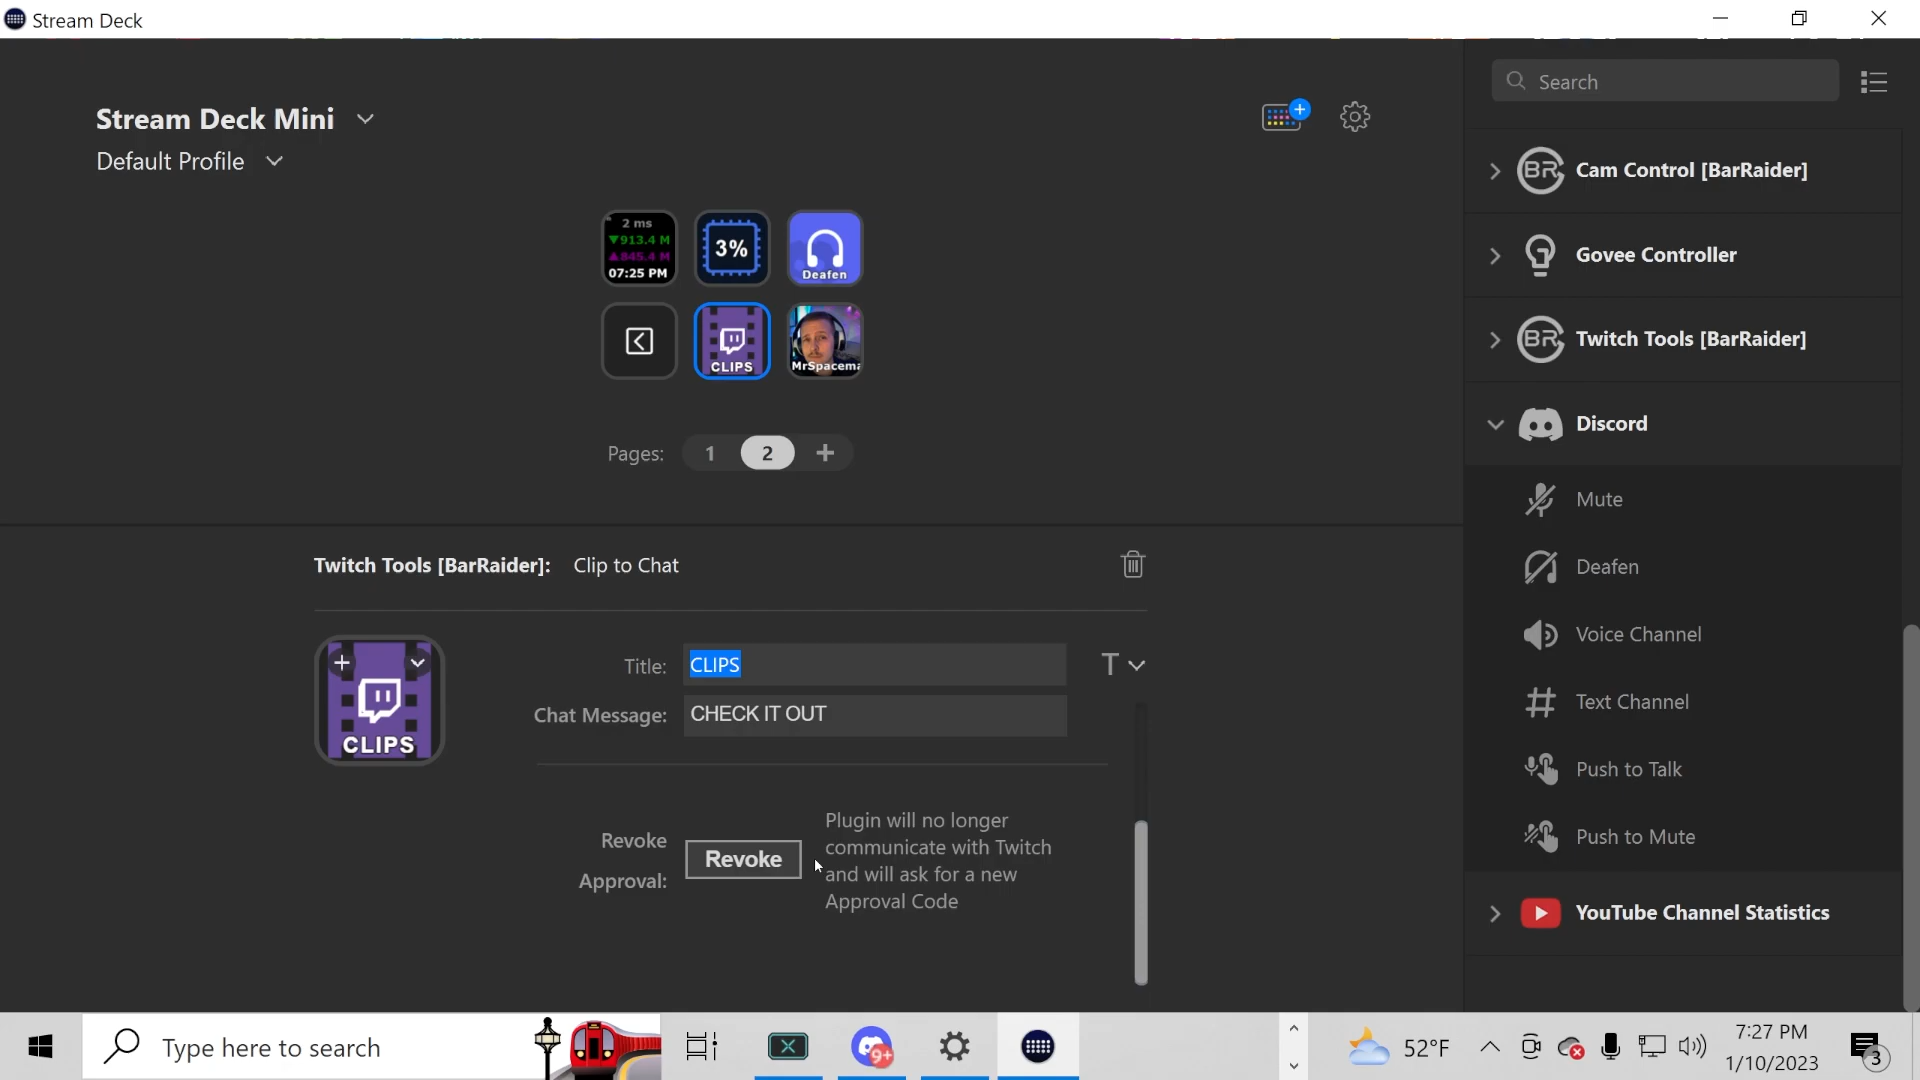 Stream Deck
Search
Stream Deck Mini
Default Profile
Cam Control [BarRaider]
Govee Controller
Twitch Tools [BarRaider]
Discord
Mute
Deafen
Voice Channel
Text Channel
Push to Talk
Push to Mute
YouTube Channel Statistics
2 ms
▼913.4 M
▲845.4 M
07:25 PM
3%
Deafen
CLIPS
MrSpacema
Pages: 1 2 +
Twitch Tools [BarRaider]: Clip to Chat
CLIPS
Title: CLIPS
T
Chat Message: CHECK IT OUT
Revoke
Approval:
Revoke
Plugin will no longer
communicate with Twitch
and will ask for a new
Approval Code
Type here to search
9+
52°F
7:27 PM
1/10/2023
3